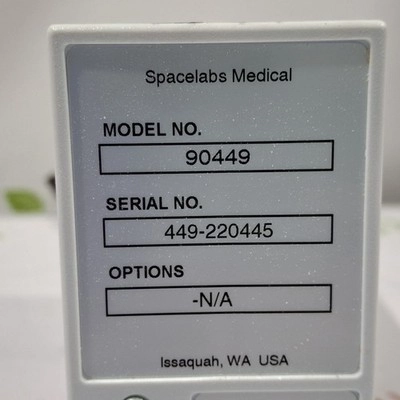 Spacelabs Medical
MODEL NO.
90449
SERIAL NO.
449-220445
OPTIONS
-N/A
Issaquah, WA USA